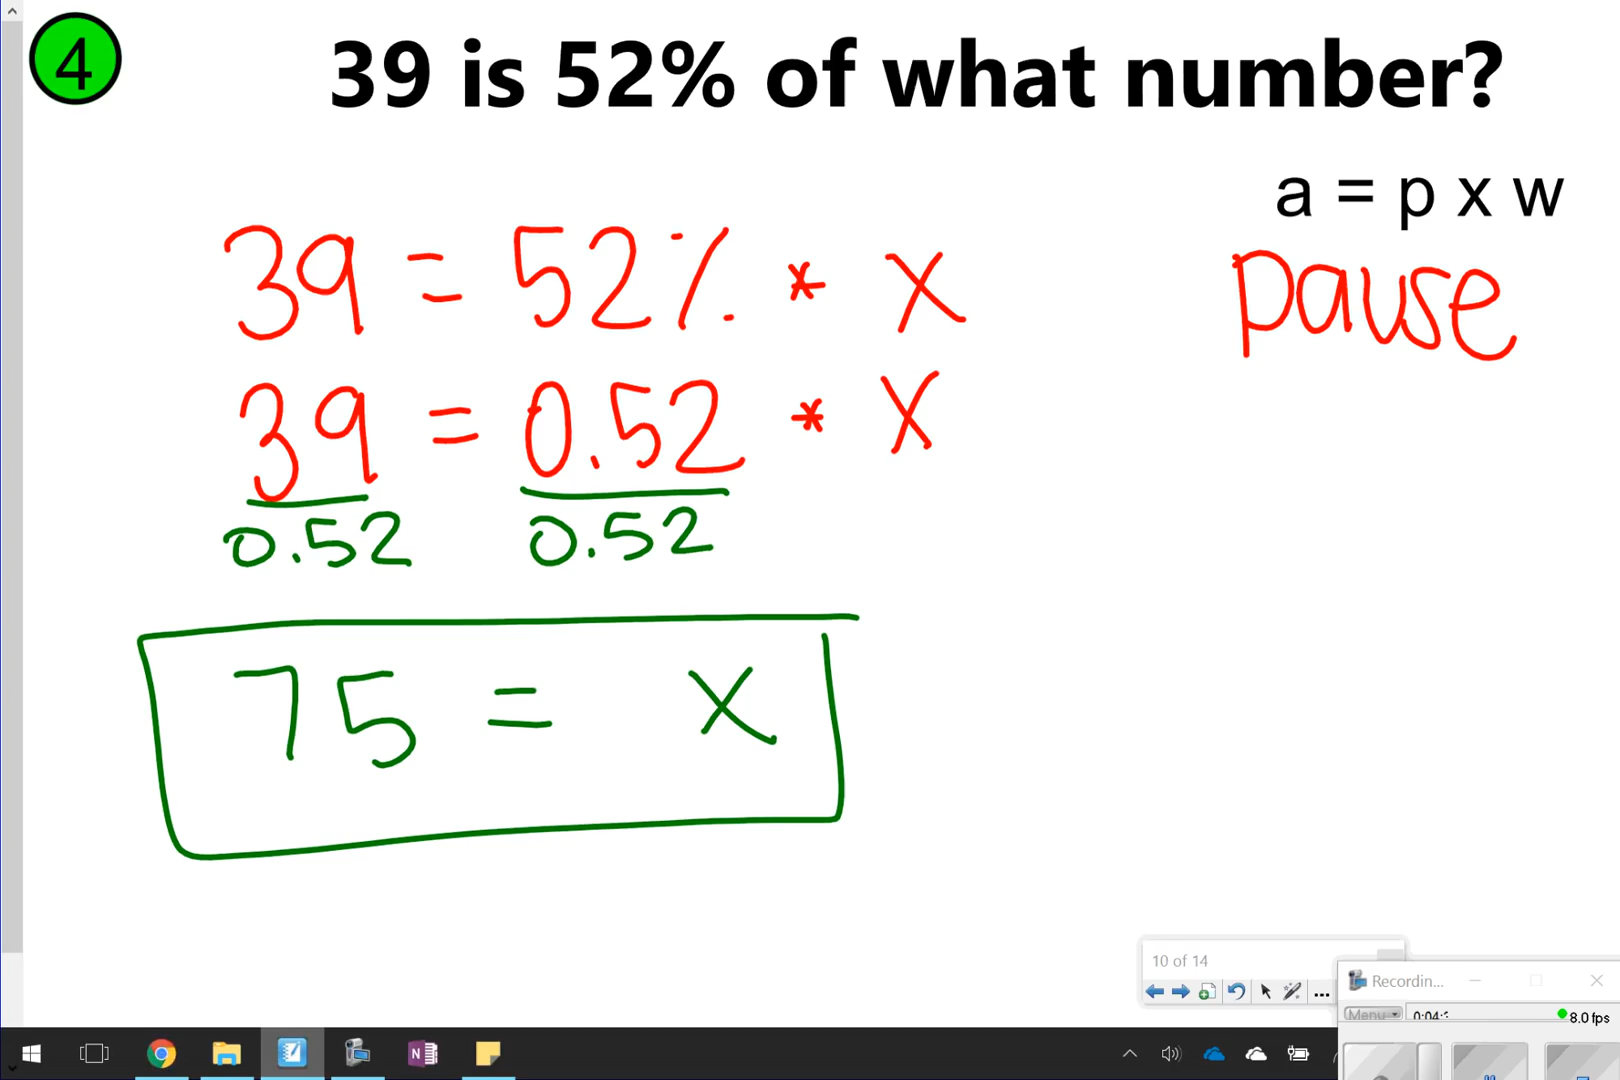 4
39 is 52% of what number?
a = p x w
39 = 52% * x
pause
39 = 0.52 * x
0.52 0.52
75 = x
10 of 14
...
Recordin...
Menu
8.0 fps
N